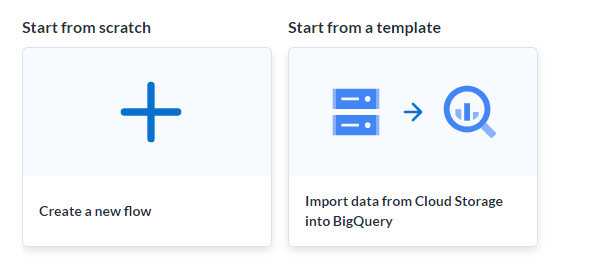 Start from scratch
Start from a template
Create a new flow
Import data from Cloud Storage
into BigQuery